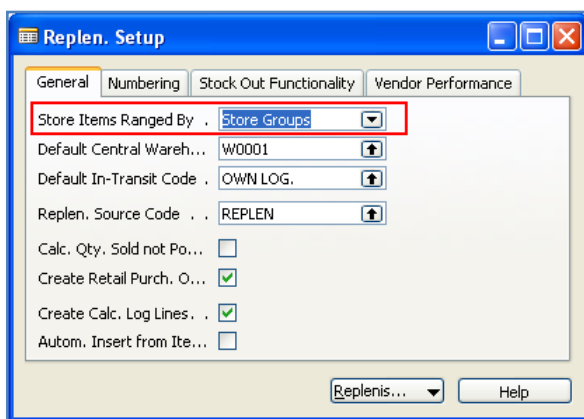 Replen. Setup
General Numbering Stock Out Functionality Vendor Performance
Store Items Ranged By . Store Groups
Default Central Wareh... W0001
Default In-Transit Code . OWN LOG.
Replen. Source Code . . REPLEN
Calc. Qty. Sold not Po...
Create Retail Purch. O...
Create Calc. Log Lines. .
Autom. Insert from Ite...
Replenis... Help